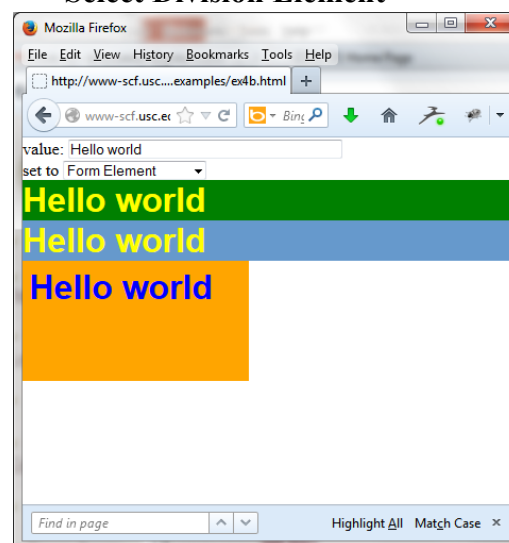 Select Division Element
Mozilla Firefox
File Edit View History Bookmarks Tools Help
http://www-scf.usc....examples/ex4b.html
www-scf.usc.ec Bing
value: Hello world
set to Form Element
Hello world
Hello world
Hello world
Find in page Highlight All Match Case